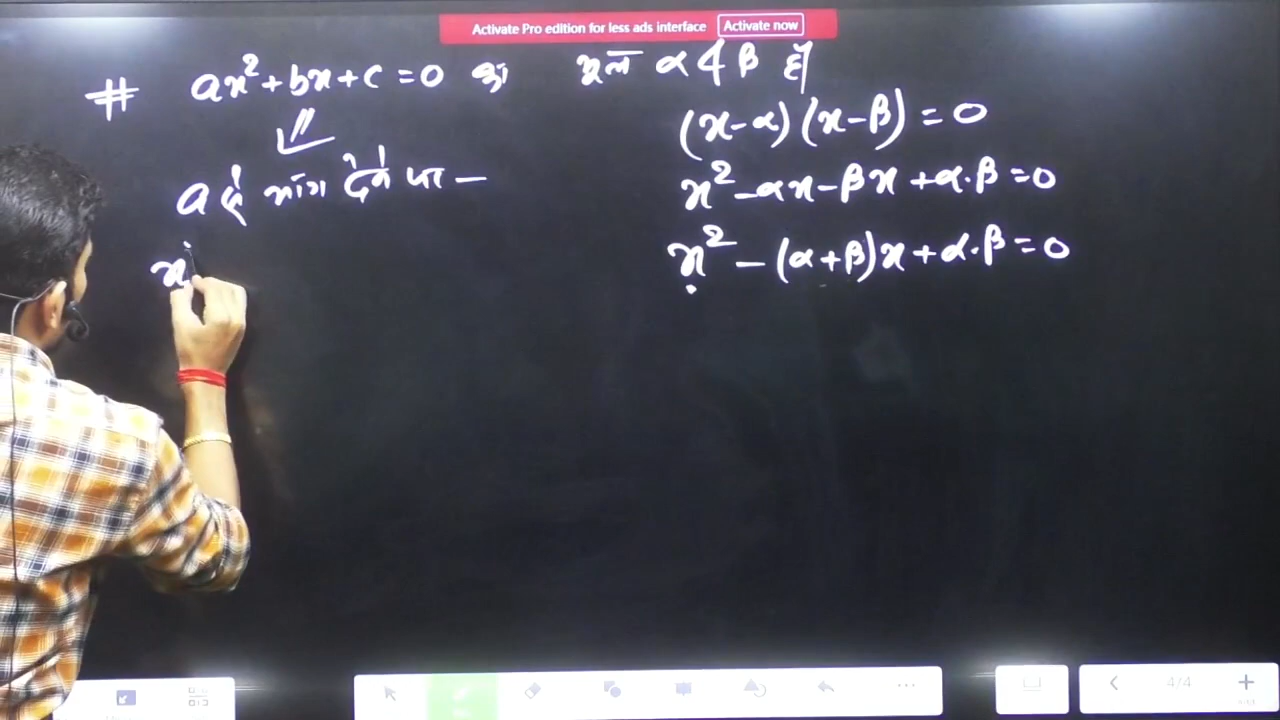 Activate Pro edition for less ads interface Activate now
# ax²+bx+c=0 का मूल α व β हो
(x-α)(x-β)=0
a से भाग देने पर -
x²-αx-βx+α.β=0
x
x²-(α+β)x+α.β=0
4/4